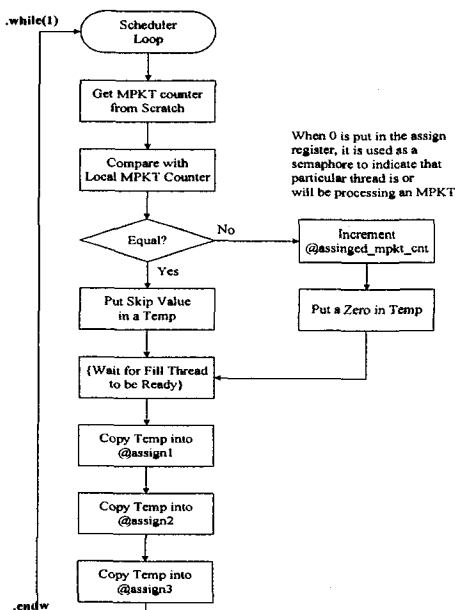 .while(1)
Scheduter
Loop
Get MPKT counter
from Scratch
Compare with
Local MPKT Counter
When 0 is put in the assign
register, it is used as a
semaphore to indicate that
particular thread is or
will be processing an MPKT
Equal?
No
Increment
@assinged_mpkt_cnt
Yes
Put Skip Value
in a Temp
Put a Zero in Temp
{Wait for Fill Thread
to be Ready}
Copy Temp into
@assign1
Copy Temp into
@assign2
Copy Temp into
@assign3
.endw